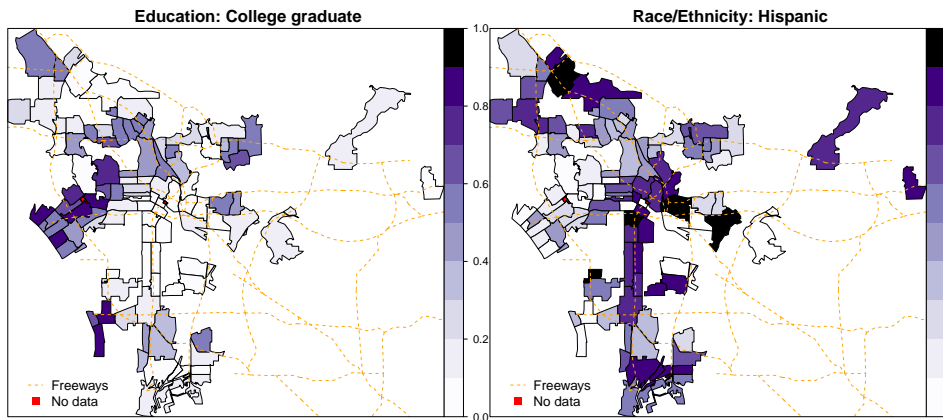 Education: College graduate
Race/Ethnicity: Hispanic
1.0
0.8
0.6
0.4
0.2
0.0
Freeways
No data
Freeways
No data